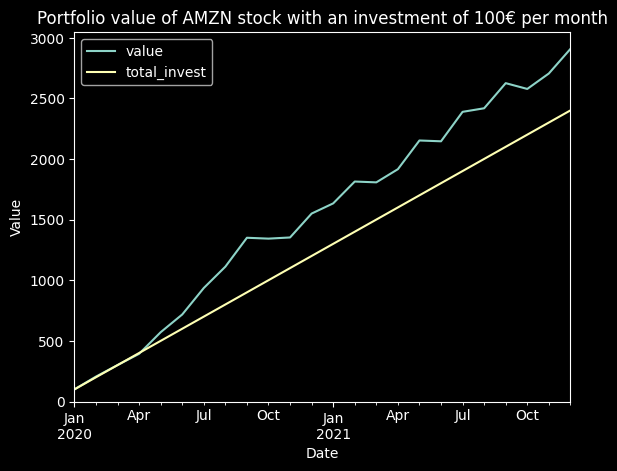 Portfolio value of AMZN stock with an investment of 100€ per month
value
total_invest
3000
2500
2000
1500
1000
500
0
Value
Jan Apr Jul Oct Jan Apr Jul Oct
2020 2021
Date